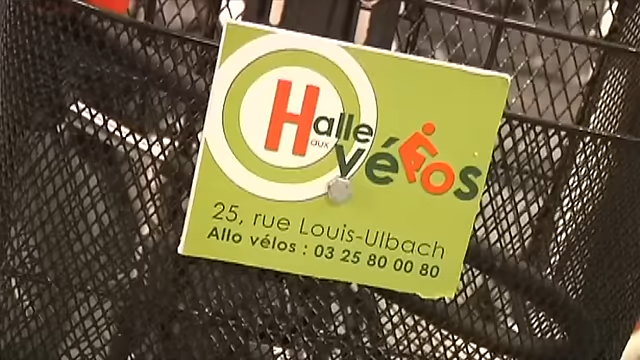 Halle
aux
vélos
25, rue Louis-Ulbach
Allo vélos : 03 25 80 00 80